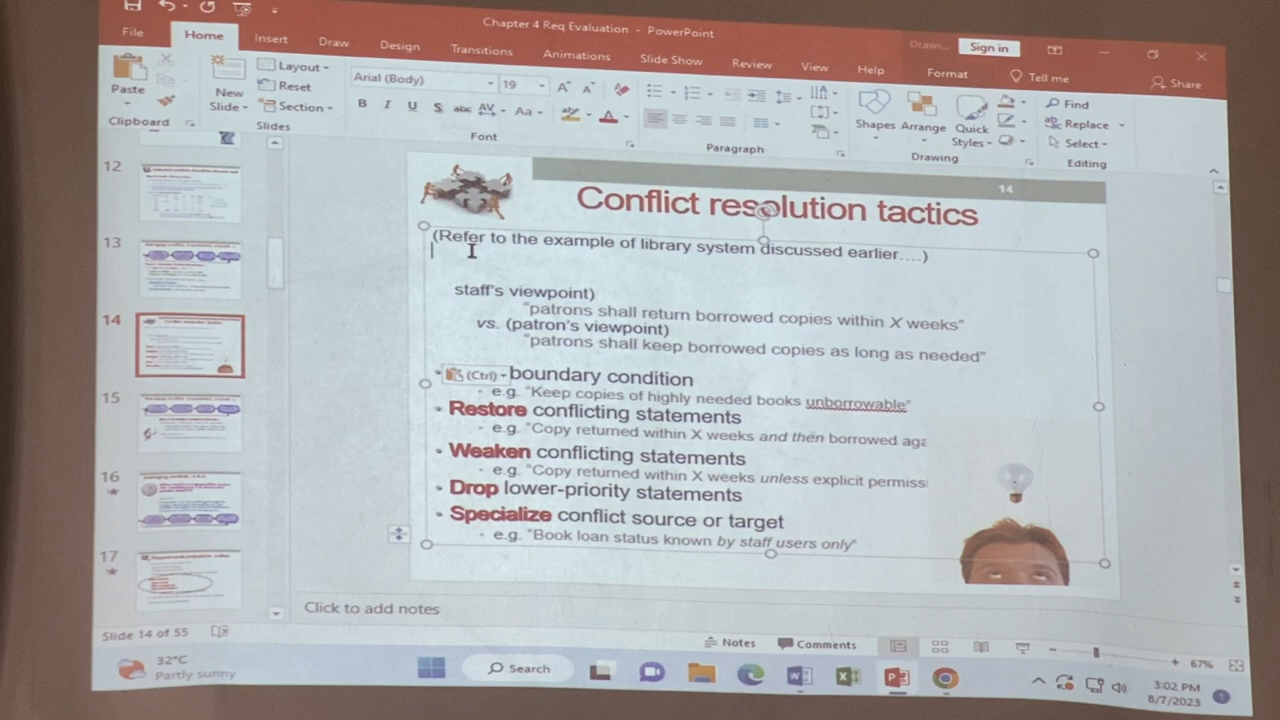 Chapter 4 Req Evaluation - PowerPoint
Sign in
File
Home
Insert
Draw
Design
Transitions
Animations
Slide Show
Review
View
Help
Format
Tell me
Share
Paste
Clipboard
New
Slide
Layout
Reset
Section
Slides
Arial (Body)
19
B I U S abc AV Aa
Font
Paragraph
Shapes
Arrange
Quick
Styles
Drawing
Find
Replace
Select
Editing
12
13
14
15
16
17
14
Conflict resolution tactics
(Refer to the example of library system discussed earlier….)
staff's viewpoint)
"patrons shall return borrowed copies within X weeks"
vs. (patron's viewpoint)
"patrons shall keep borrowed copies as long as needed"
(Ctrl)
boundary condition
e.g. "Keep copies of highly needed books unborrowable"
Restore conflicting statements
e.g. "Copy returned within X weeks and then borrowed aga
Weaken conflicting statements
e.g. "Copy returned within X weeks unless explicit permiss
Drop lower-priority statements
Specialize conflict source or target
e.g. "Book loan status known by staff users only"
Click to add notes
Slide 14 of 55
Notes
Comments
67%
32°C
Partly sunny
Search
3:02 PM
8/7/2023